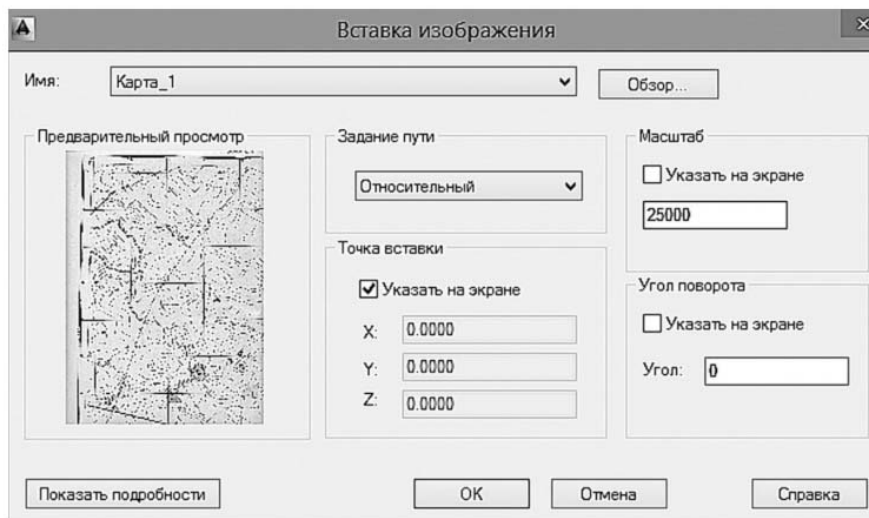 Вставка изображения
Имя:
Карта_1
Обзор...
Предварительный просмотр
Задание пути
Относительный
Точка вставки
Указать на экране
X: 0.0000
Y: 0.0000
Z: 0.0000
Масштаб
Указать на экране
25000
Угол поворота
Указать на экране
Угол: 0
Показать подробности
OK
Отмена
Справка